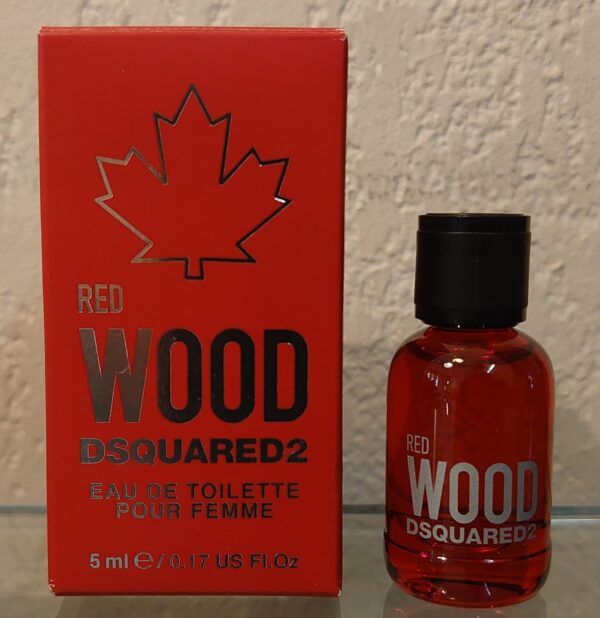 RED
WOOD
DSQUARED2
EAU DE TOILETTE
POUR FEMME
5 ml ℮ / 0,17 US Fl.Oz
RED
WOOD
DSQUARED2